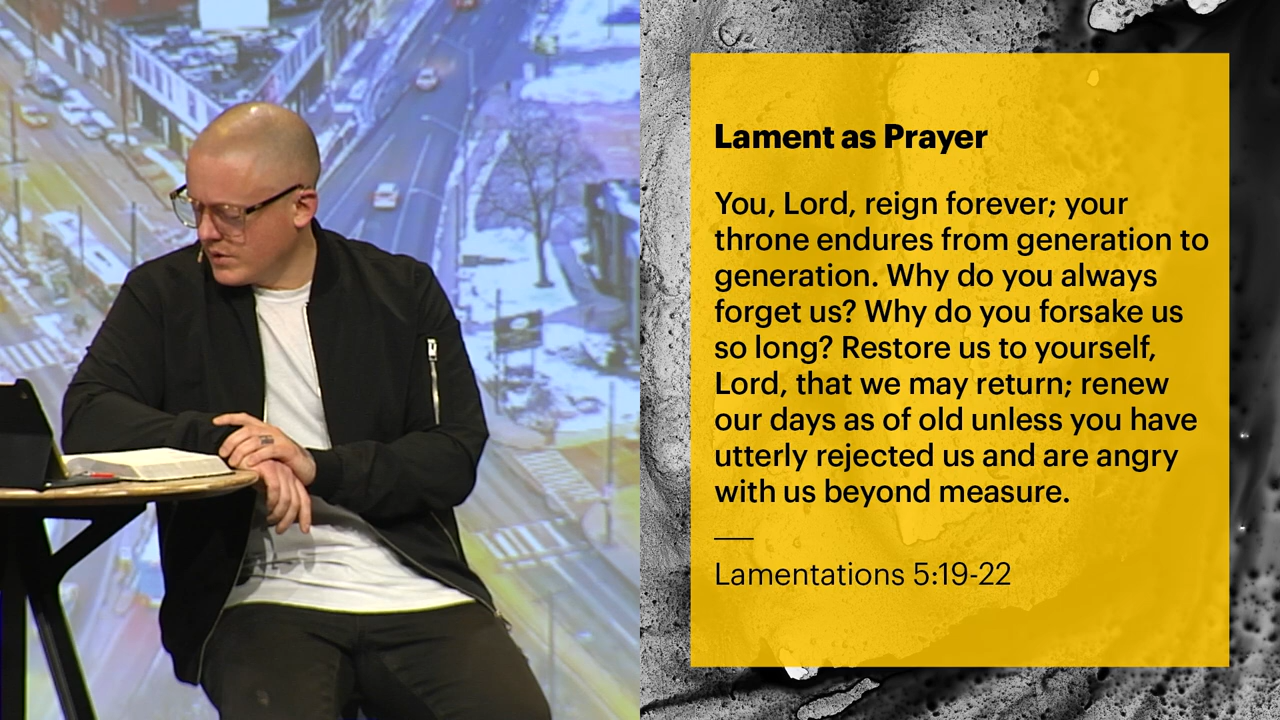 Lament as Prayer
You, Lord, reign forever; your
throne endures from generation to
generation. Why do you always
forget us? Why do you forsake us
so long? Restore us to yourself,
Lord, that we may return; renew
our days as of old unless you have
utterly rejected us and are angry
with us beyond measure.
Lamentations 5:19-22